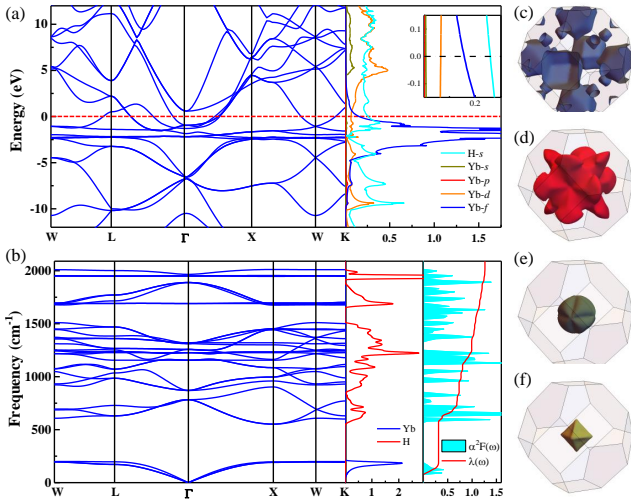 (a)
Energy (eV)
10
5
0
-5
-10
W L Γ X W K
0.5 1.0 1.5
0.1
0.0
-0.1
0.2
H-s
Yb-s
Yb-p
Yb-d
Yb-f
(b)
Frequency (cm⁻¹)
2000
1500
1000
500
0
W L Γ X W K
1 2
0.5 1.0 1.5
Yb
H
α²F(ω)
λ(ω)
(c)
(d)
(e)
(f)